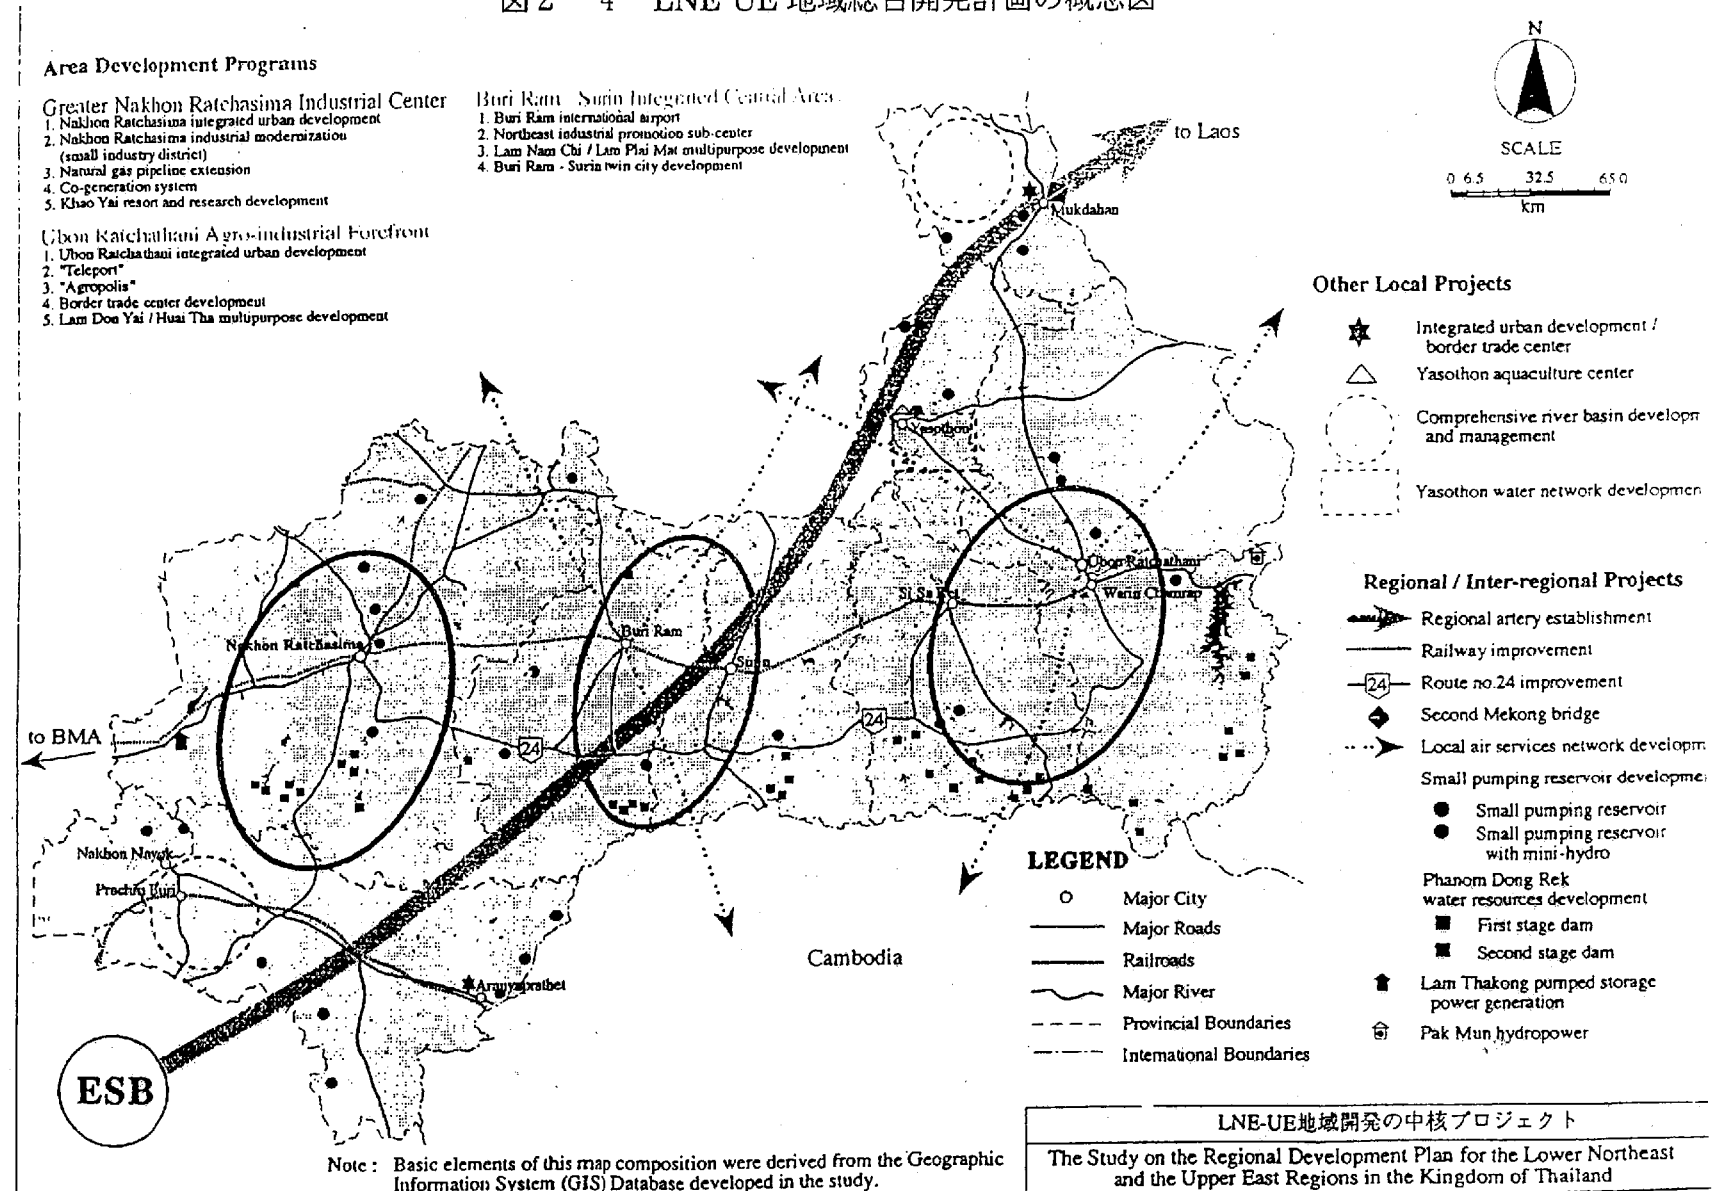 図2 4 LNE-UE 地域総合開発計画の概念図
Area Development Programs
Greater Nakhon Ratchasima Industrial Center
1. Nakhon Ratchasima integrated urban development
2. Nakhon Ratchasima industrial modernization
(small industry district)
3. Natural gas pipeline extension
4. Co-generation system
5. Khao Yai resort and research development
Ubon Ratchathani Agro-industrial Forefront
1. Ubon Ratchathani integrated urban development
2. "Teleport"
3. "Agropolis"
4. Border trade center development
5. Lam Don Yai / Huai Tha multipurpose development
Buri Ram - Surin Integrated Central Area
1. Buri Ram international airport
2. Northeast industrial promotion sub-center
3. Lam Nam Chi / Lam Plai Mat multipurpose development
4. Buri Ram - Surin twin city development
N
SCALE
0 6.5 32.5 65.0
km
to Laos
Mukdahan
Yasothon
Ubon Ratchathani
Warin Chamrap
Si Sa Ket
Nakhon Ratchasima
Buri Ram
Surin
24
24
to BMA
Nakhon Nayok
Prachin Buri
Aranyaprathet
Cambodia
ESB
Other Local Projects
Integrated urban development /
border trade center
Yasothon aquaculture center
Comprehensive river basin developm
and management
Yasothon water network developmen
Regional / Inter-regional Projects
Regional artery establishment
Railway improvement
24 Route no.24 improvement
Second Mekong bridge
Local air services network developm
Small pumping reservoir developme
Small pumping reservoir
Small pumping reservoir
with mini-hydro
Phanom Dong Rek
water resources development
First stage dam
Second stage dam
Lam Thakong pumped storage
power generation
Pak Mun hydropower
LEGEND
Major City
Major Roads
Railroads
Major River
Provincial Boundaries
International Boundaries
Note : Basic elements of this map composition were derived from the Geographic
Information System (GIS) Database developed in the study.
LNE-UE地域開発の中核プロジェクト
The Study on the Regional Development Plan for the Lower Northeast
and the Upper East Regions in the Kingdom of Thailand